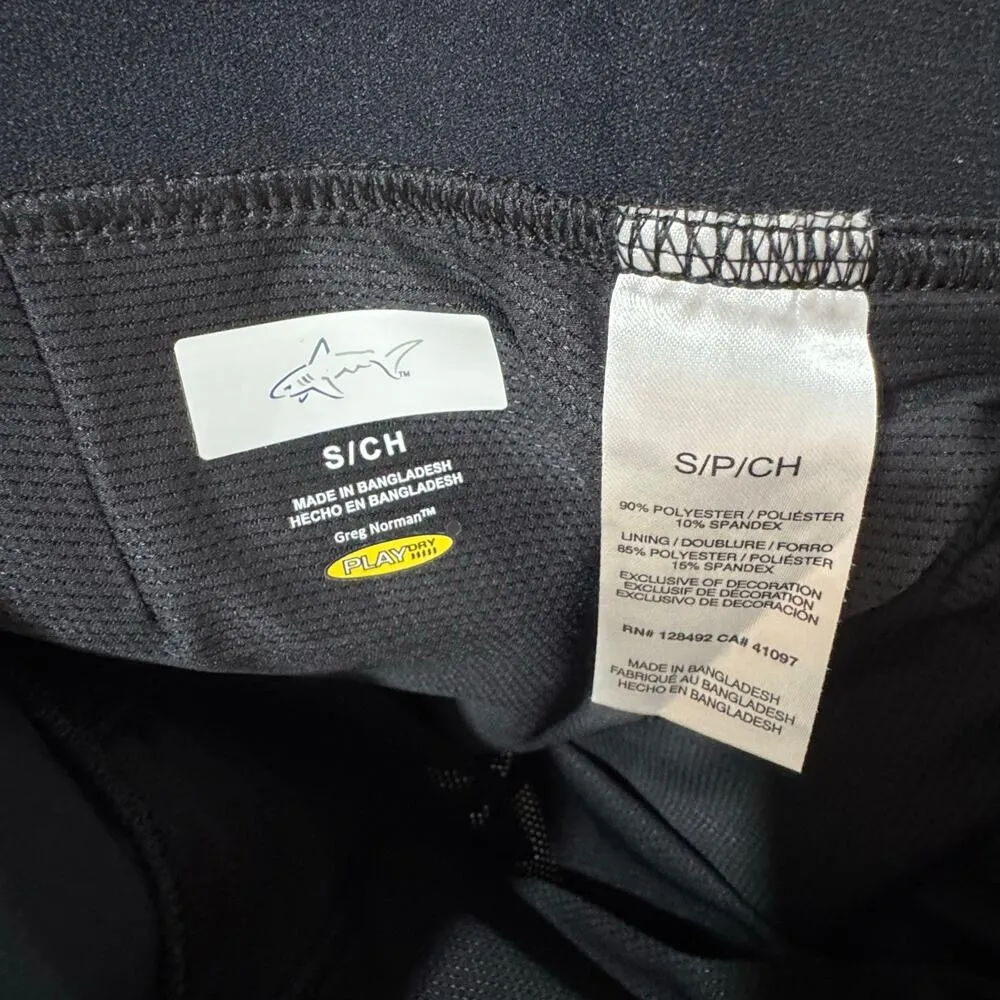 TM
S/CH
MADE IN BANGLADESH
HECHO EN BANGLADESH
Greg Norman™
PLAY DRY
S/P/CH
90% POLYESTER / POLIÉSTER
10% SPANDEX
LINING / DOUBLURE / FORRO
85% POLYESTER / POLIÉSTER
15% SPANDEX
EXCLUSIVE OF DECORATION
EXCLUSIF DE DÉCORATION
EXCLUSIVO DE DECORACIÓN
RN# 128492 CA# 41097
MADE IN BANGLADESH
FABRIQUÉ AU BANGLADESH
HECHO EN BANGLADESH